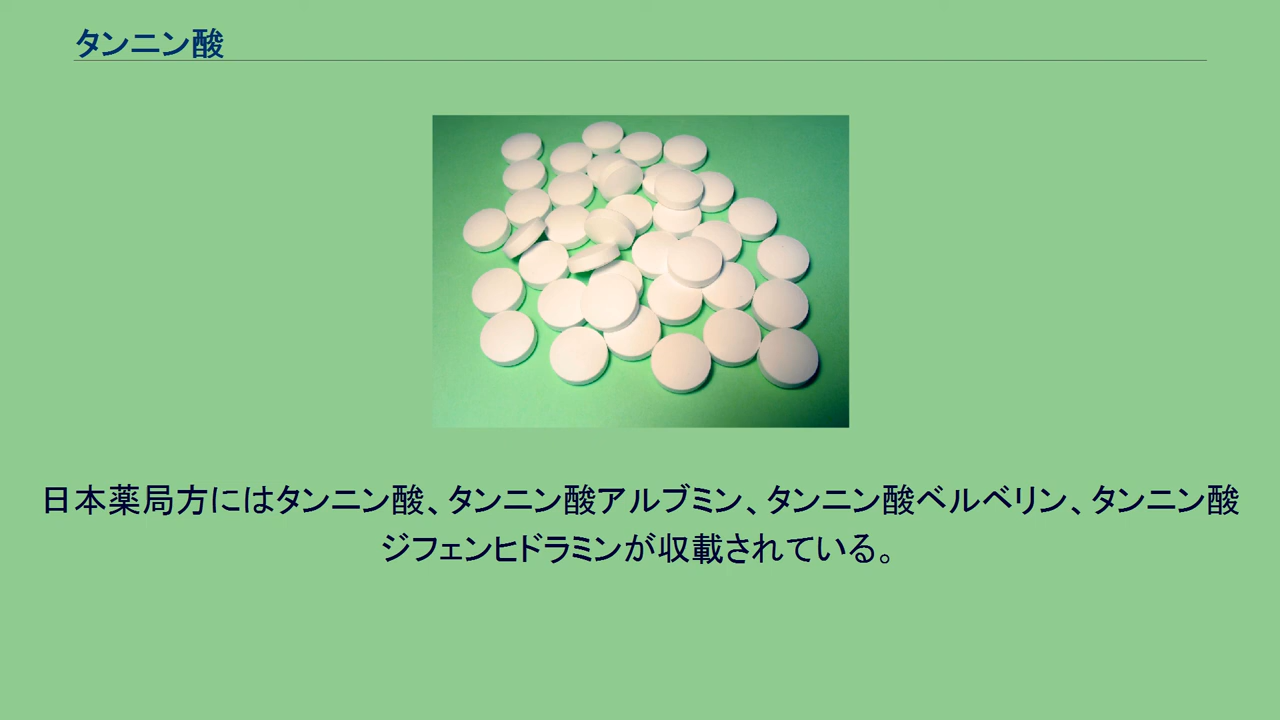 タンニン酸
日本薬局方にはタンニン酸、タンニン酸アルブミン、タンニン酸ベルベリン、タンニン酸
ジフェンヒドラミンが収載されている。